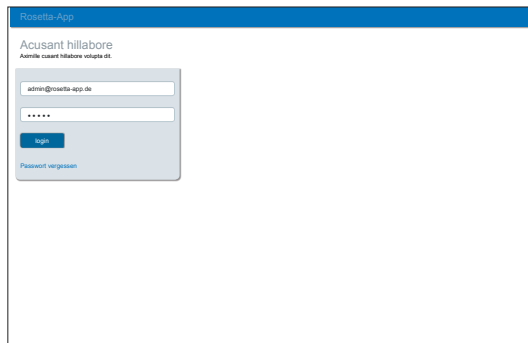 Rosetta-App
Acusant hillabore
Aximille cusant hillabore volupta dit.
admin@rosetta-app.de
•••••
login
Passwort vergessen